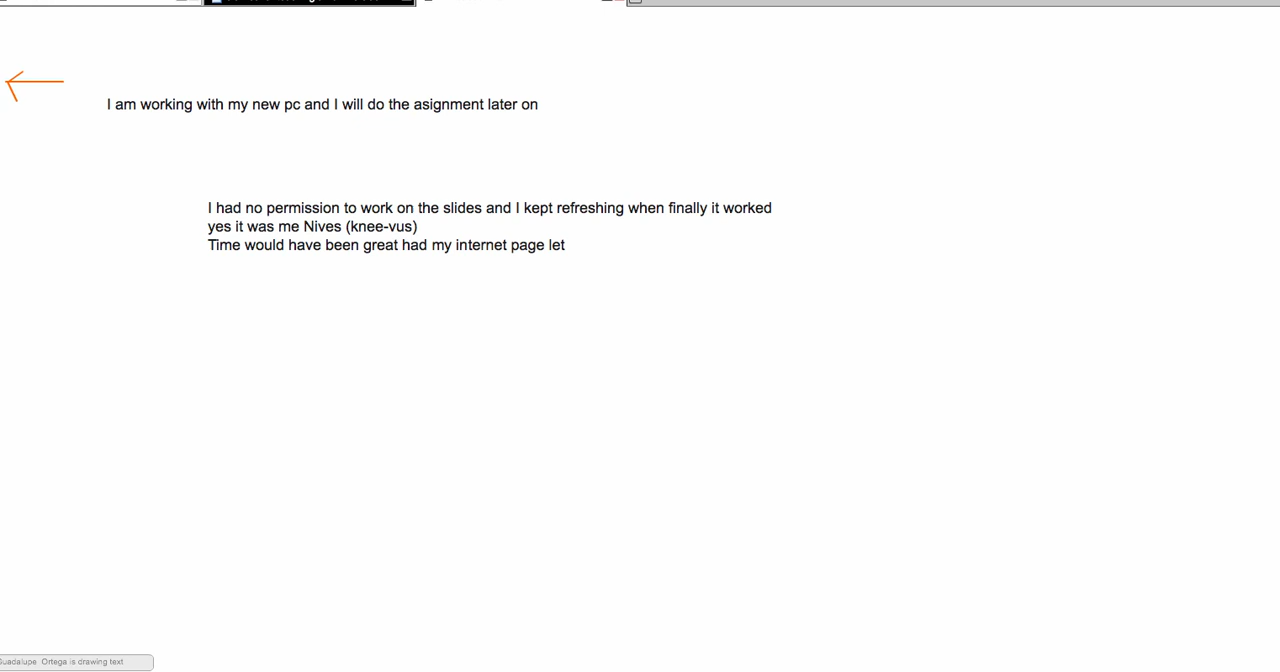 I am working with my new pc and I will do the asignment later on
I had no permission to work on the slides and I kept refreshing when finally it worked
yes it was me Nives (knee-vus)
Time would have been great had my internet page let
Guadalupe Ortega is drawing text